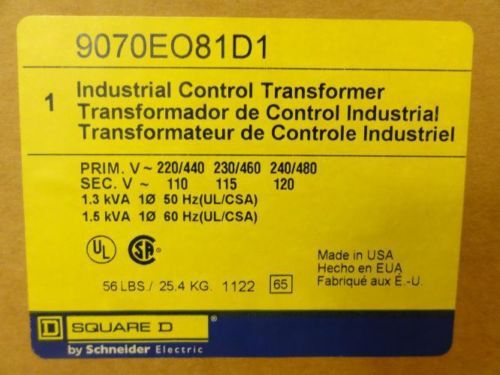 9070EO81D1
1 Industrial Control Transformer
Transformador de Control Industrial
Transformateur de Controle Industriel
PRIM. V ~ 220/440 230/460 240/480
SEC. V ~ 110 115 120
1.3 kVA 1Ø 50 Hz(UL/CSA)
1.5 kVA 1Ø 60 Hz(UL/CSA)
UL SA
Made in USA
Hecho en EUA
Fabriqué aux É.-U.
56 LBS./ 25.4 KG. 1122 65
D SQUARE D ®
by Schneider Electric